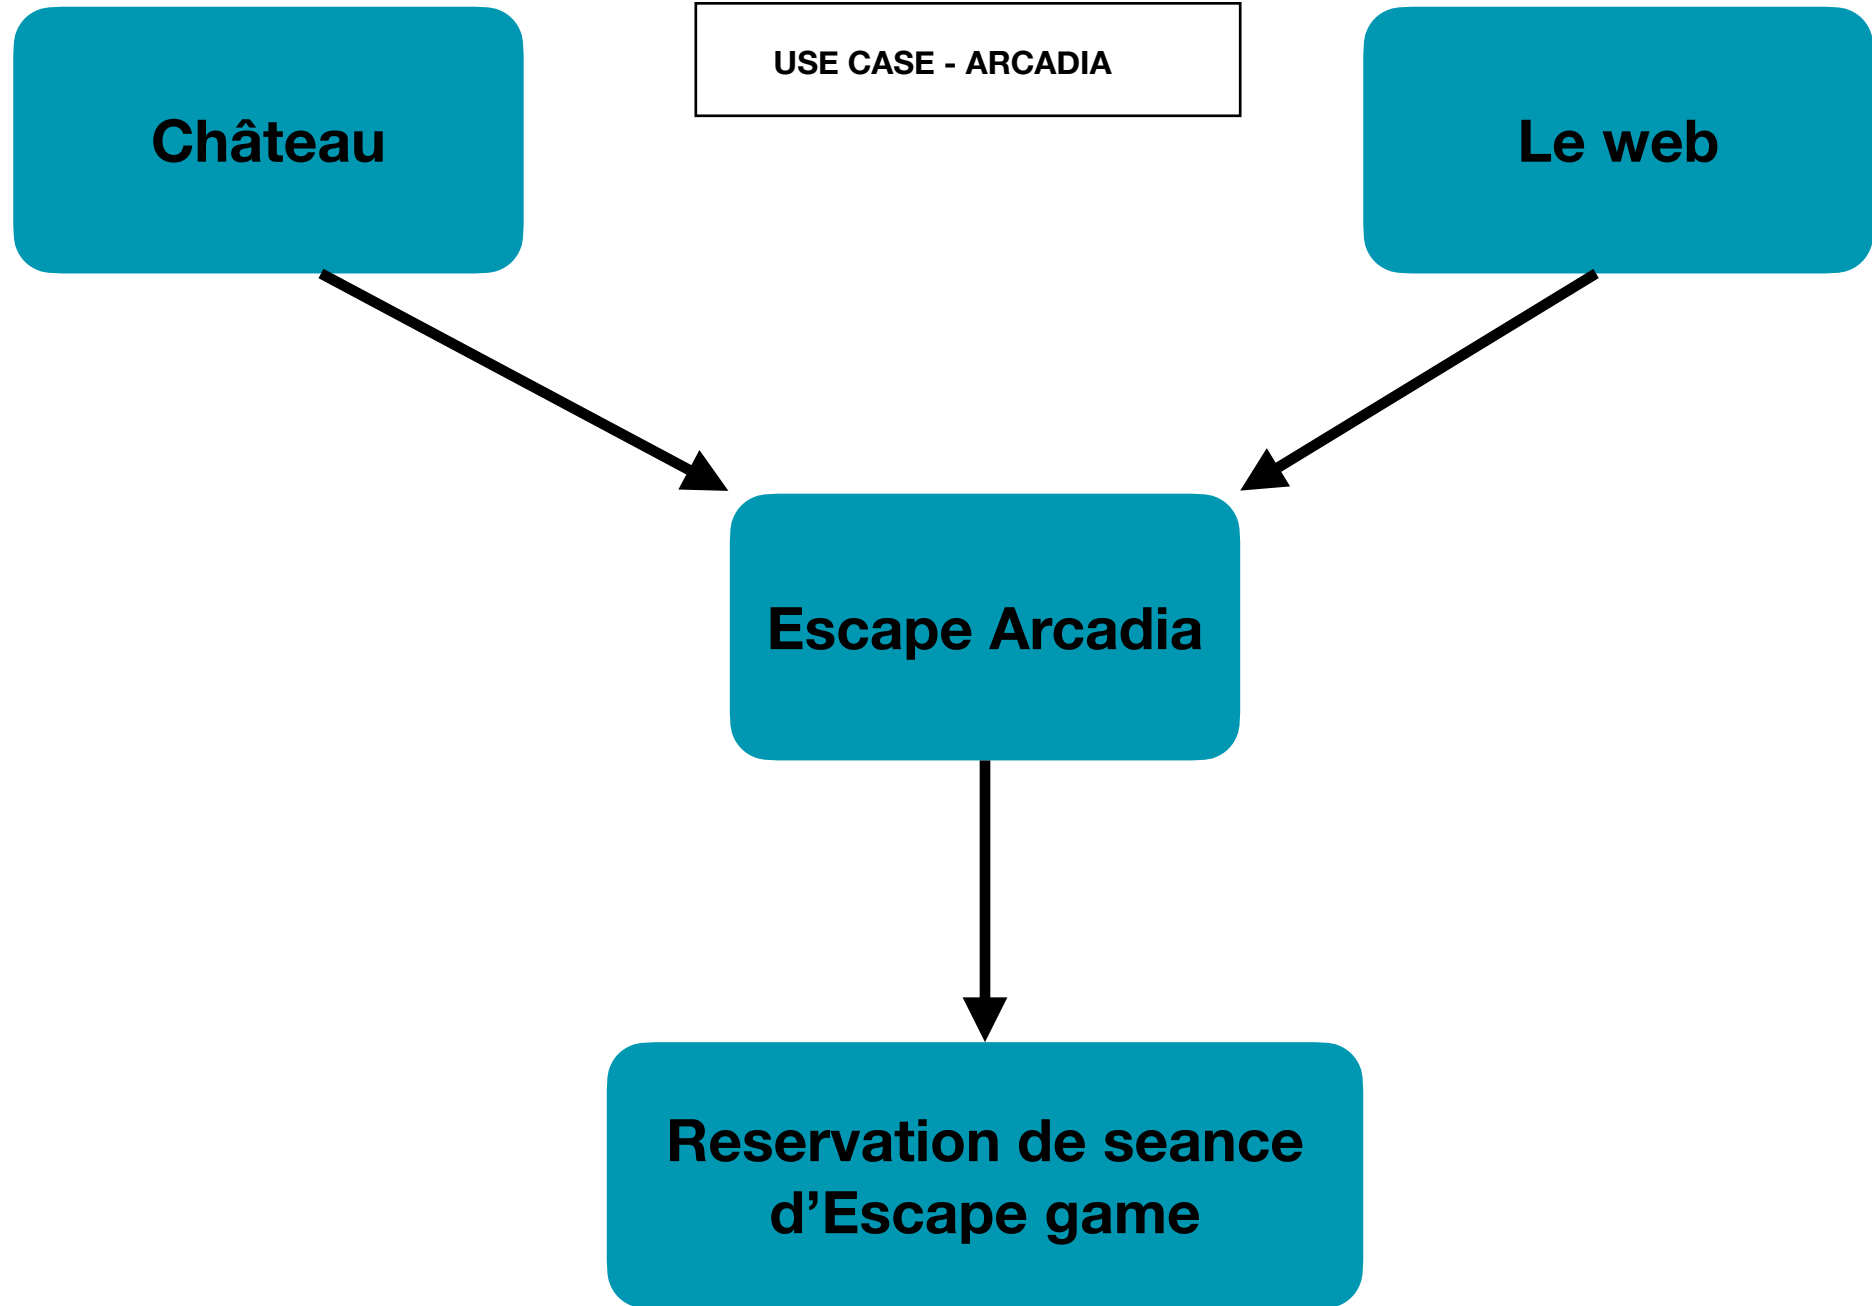 USE CASE - ARCADIA
Château
Le web
Escape Arcadia
Reservation de seance
d’Escape game